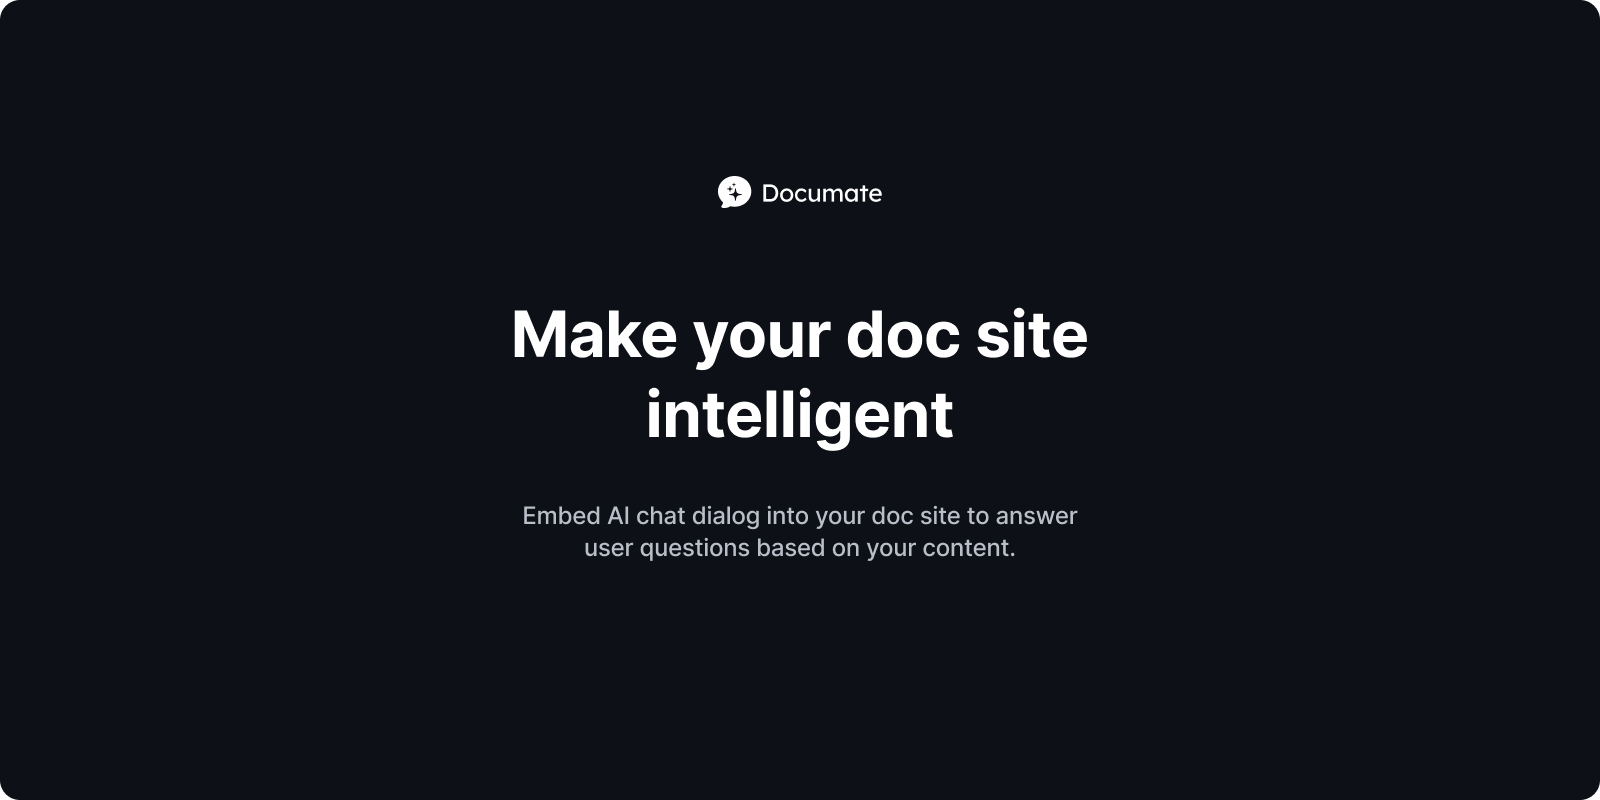 Documate
Make your doc site
intelligent
Embed AI chat dialog into your doc site to answer
user questions based on your content.